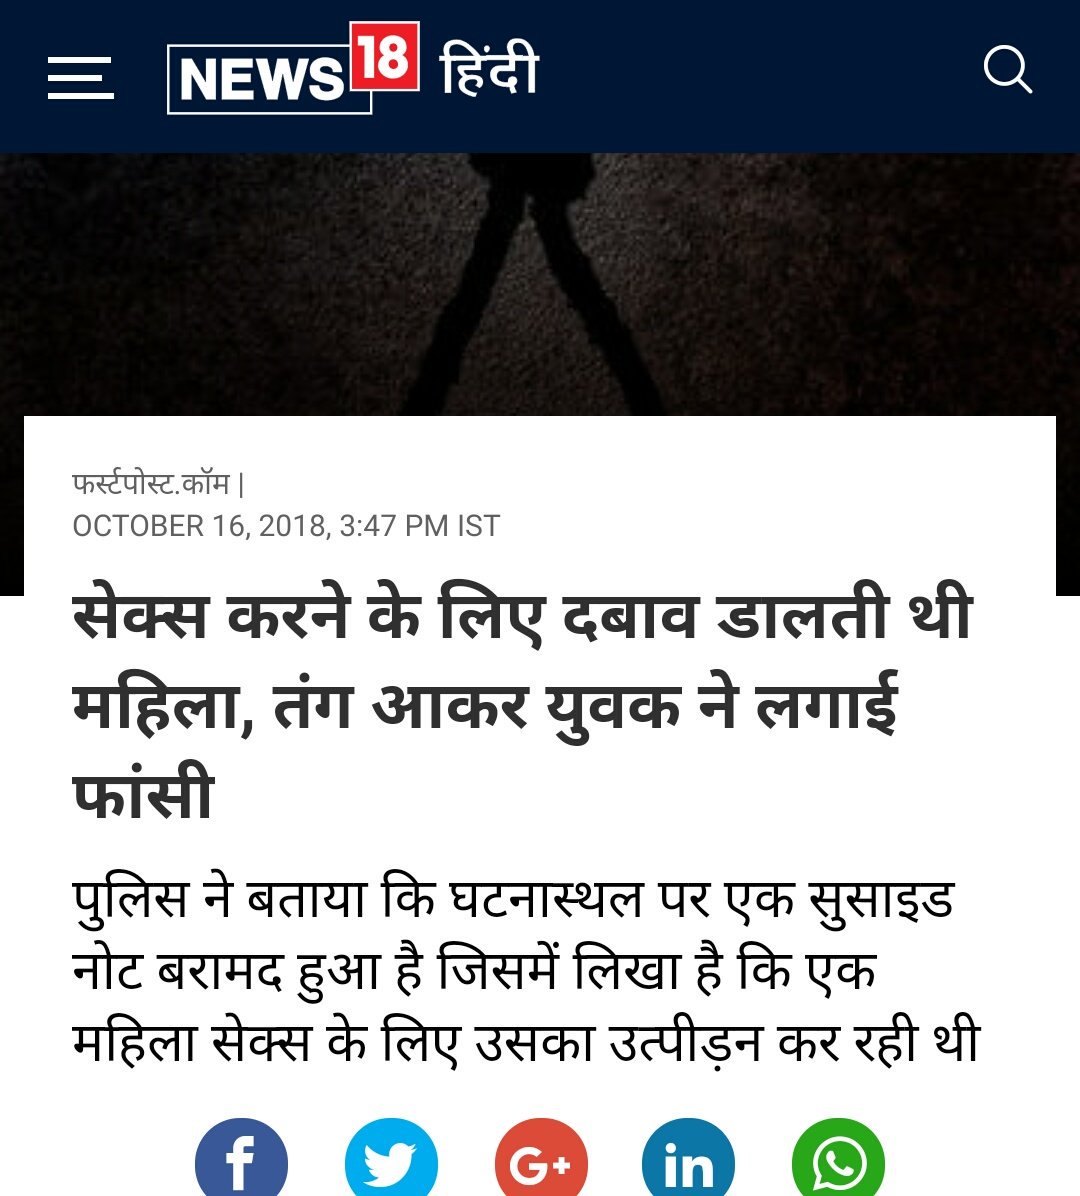 NEWS18 हिंदी
फर्स्टपोस्ट.कॉम |
OCTOBER 16, 2018, 3:47 PM IST
सेक्स करने के लिए दबाव डालती थी
महिला, तंग आकर युवक ने लगाई
फांसी
पुलिस ने बताया कि घटनास्थल पर एक सुसाइड
नोट बरामद हुआ है जिसमें लिखा है कि एक
महिला सेक्स के लिए उसका उत्पीड़न कर रही थी
f G+ in